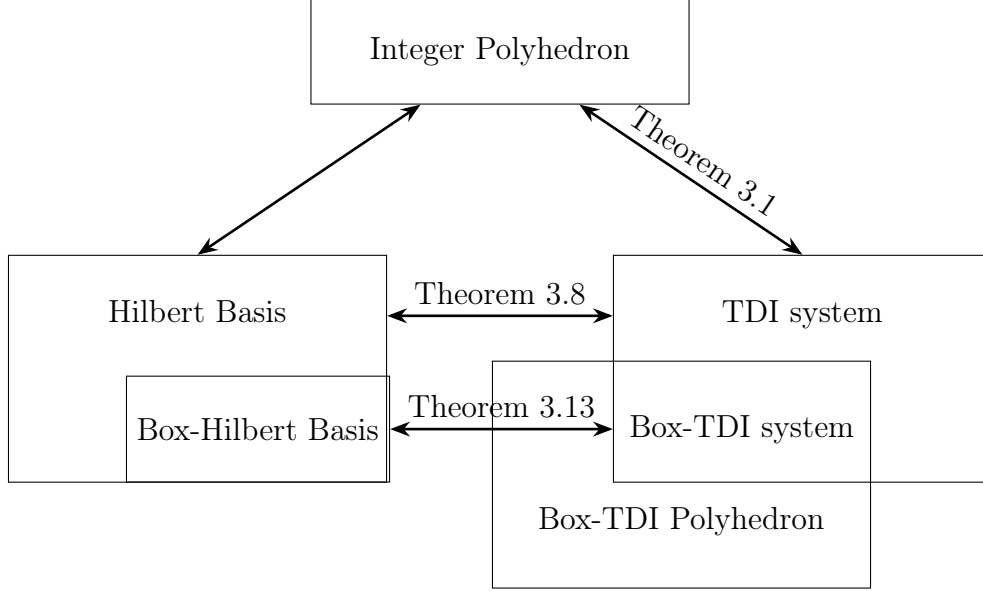 Integer Polyhedron
Theorem 3.1
Hilbert Basis
Theorem 3.8
TDI system
Box-Hilbert Basis
Theorem 3.13
Box-TDI system
Box-TDI Polyhedron